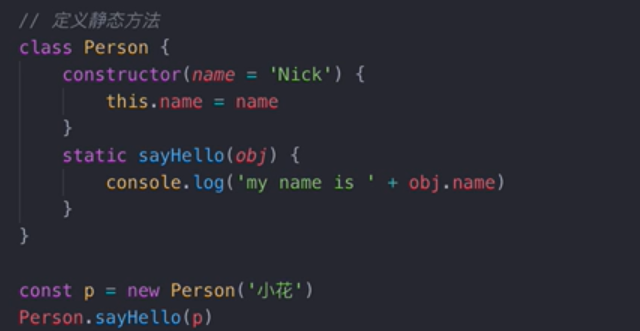 // 定义静态方法
class Person {
    constructor(name = 'Nick') {
        this.name = name
    }
    static sayHello(obj) {
        console.log('my name is ' + obj.name)
    }
}

const p = new Person('小花')
Person.sayHello(p)